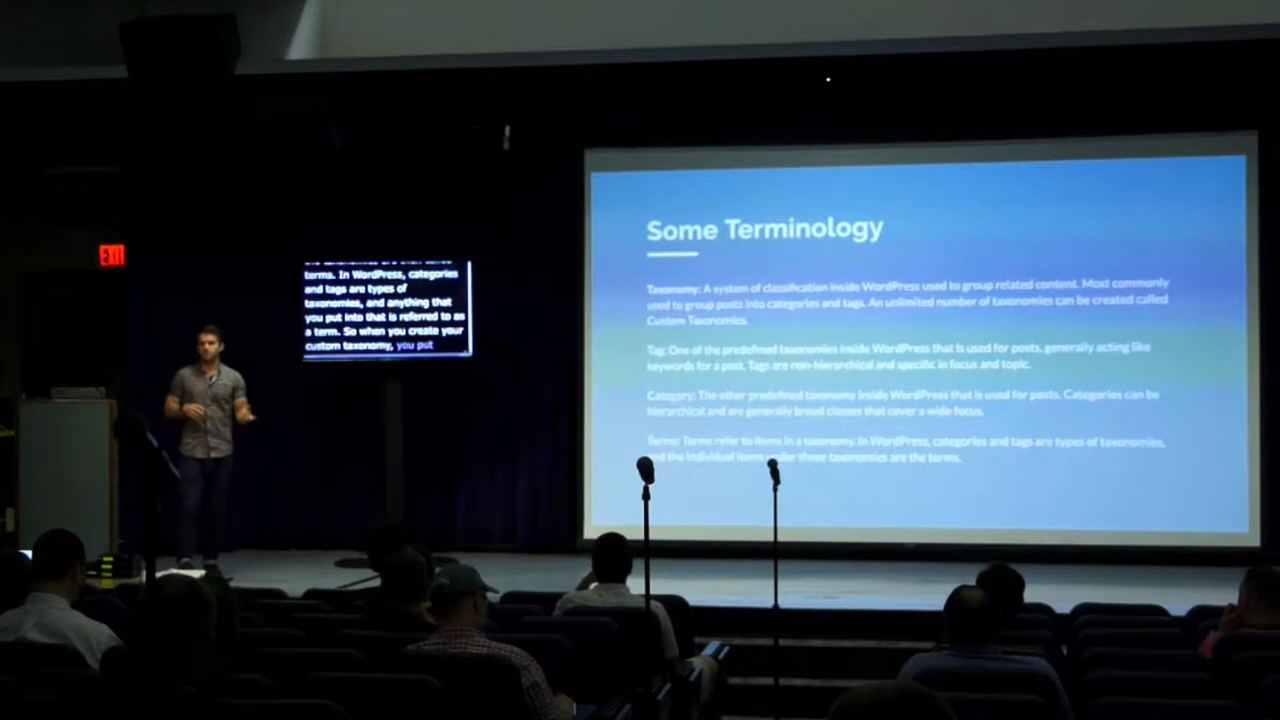 EXIT
terms. In WordPress, categories
and tags are types of
taxonomies, and anything that
you put into that is referred to as
a term. So when you create your
custom taxonomy, you put
Some Terminology
Taxonomy: A system of classification inside WordPress used to group related content. Most commonly
used to group posts into categories and tags. An unlimited number of taxonomies can be created called
Custom Taxonomies.
Tag: One of the predefined taxonomies inside WordPress that is used for posts, generally acting like
keywords for a post. Tags are non-hierarchical and specific in focus and topic.
Category: The other predefined taxonomy inside WordPress that is used for posts. Categories can be
hierarchical and are generally broad classes that cover a wide focus.
Terms: Terms refer to items in a taxonomy. In WordPress, categories and tags are types of taxonomies,
and the individual items under those taxonomies are the terms.